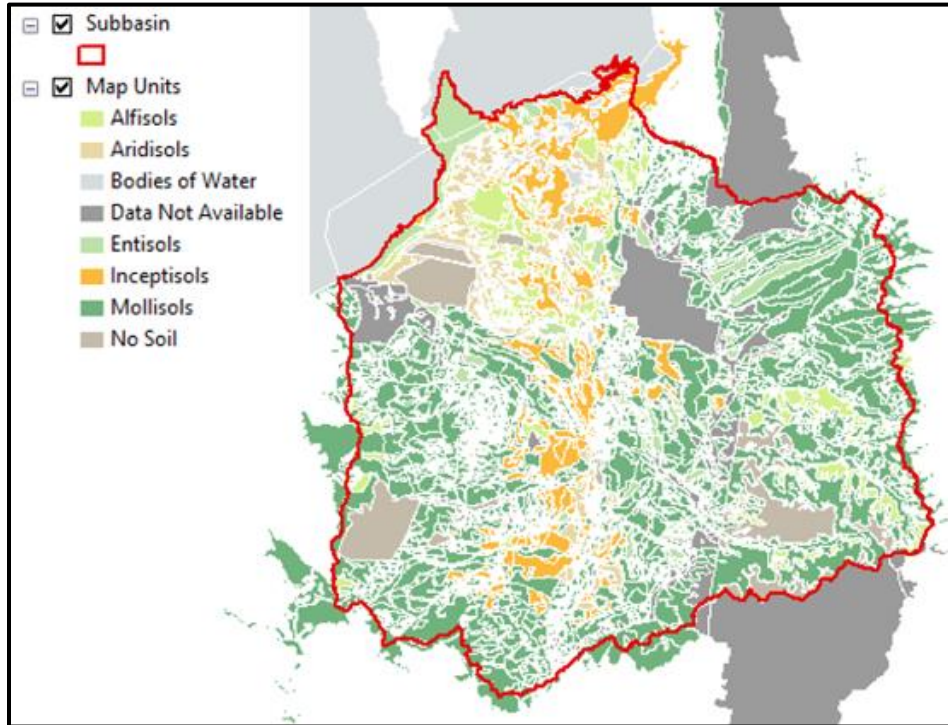 Subbasin
Map Units
Alfisols
Aridisols
Bodies of Water
Data Not Available
Entisols
Inceptisols
Mollisols
No Soil